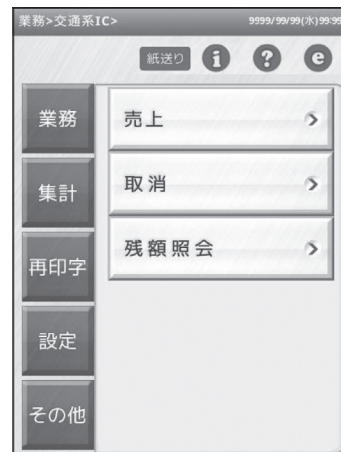 業務>交通系IC> 9999/99/99(水)99:99
紙送り i ? e
業務
集計
再印字
設定
その他
売上
取消
残額照会